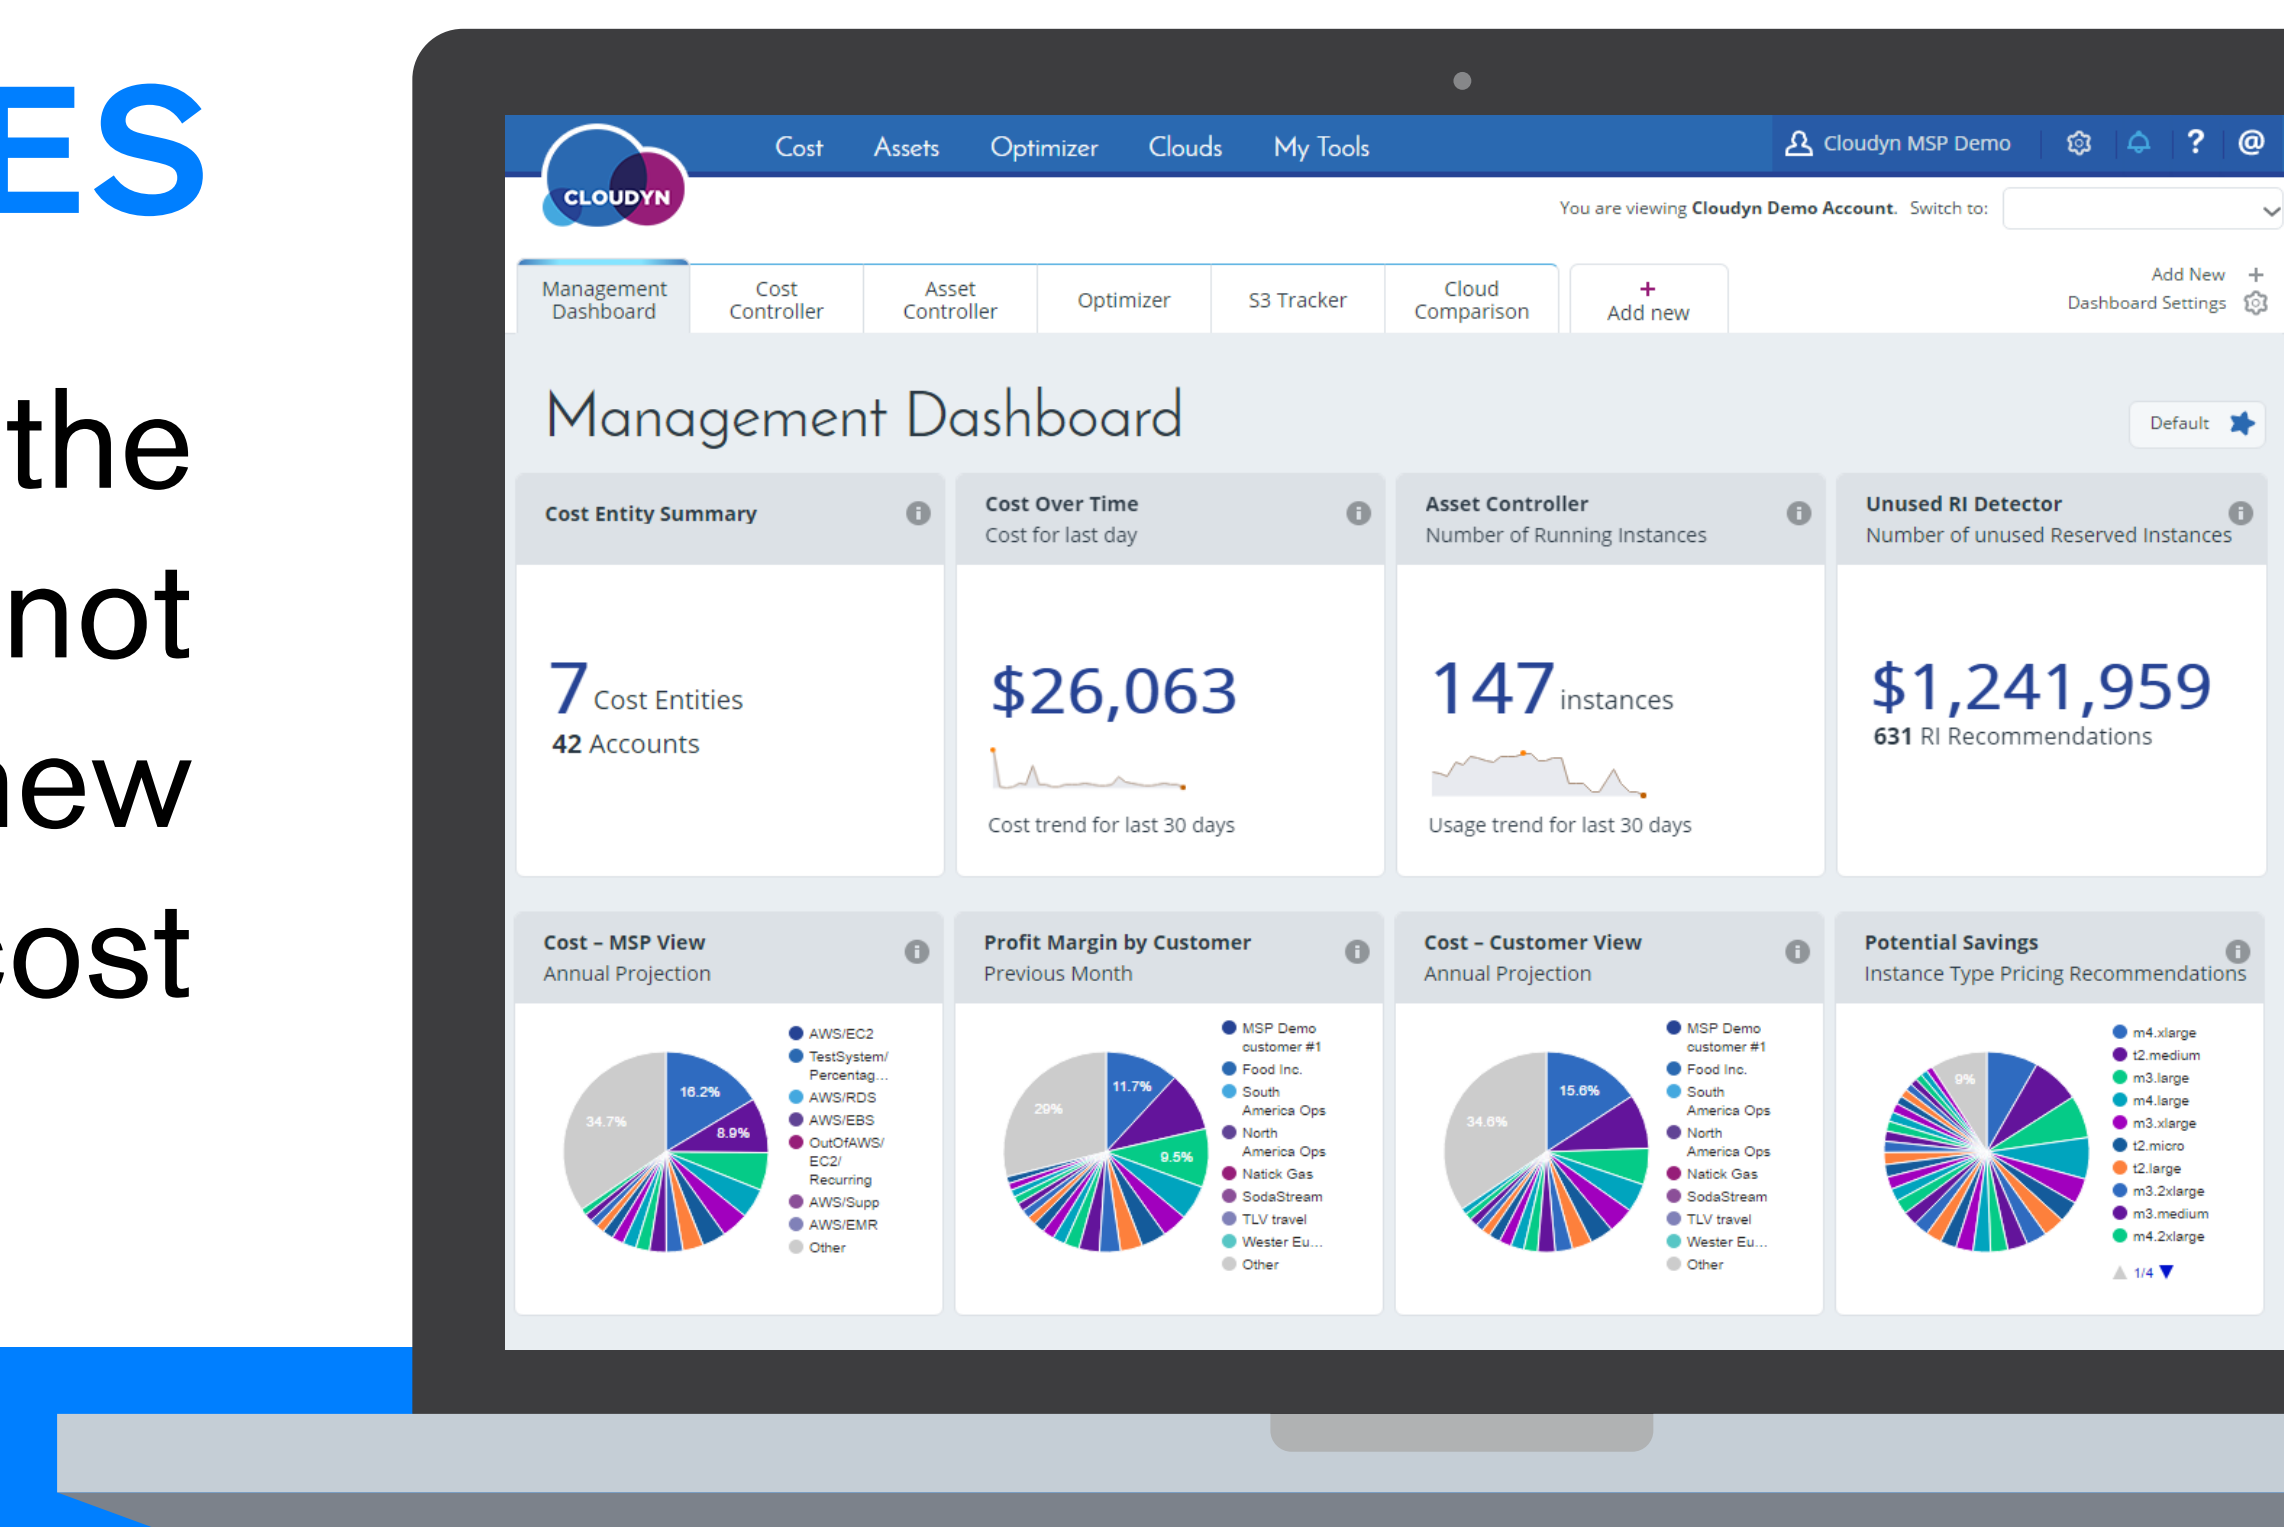 ES
the
not
new
cost
CLOUDYN
Cost Assets Optimizer Clouds My Tools
Cloudyn MSP Demo ? @
You are viewing Cloudyn Demo Account. Switch to:
Management Dashboard
Cost Controller
Asset Controller
Optimizer
S3 Tracker
Cloud Comparison
+ Add new
Add New +
Dashboard Settings
Management Dashboard
Default
Cost Entity Summary
7 Cost Entities
42 Accounts
Cost Over Time
Cost for last day
$26,063
Cost trend for last 30 days
Asset Controller
Number of Running Instances
147 instances
Usage trend for last 30 days
Unused RI Detector
Number of unused Reserved Instances
$1,241,959
631 RI Recommendations
Cost – MSP View
Annual Projection
16.2%
8.9%
34.7%
AWS/EC2
TestSystem/
Percentag...
AWS/RDS
AWS/EBS
OutOfAWS/
EC2/
Recurring
AWS/Supp
AWS/EMR
Other
Profit Margin by Customer
Previous Month
11.7%
9.5%
29%
MSP Demo
customer #1
Food Inc.
South
America Ops
North
America Ops
Natick Gas
SodaStream
TLV travel
Wester Eu...
Other
Cost – Customer View
Annual Projection
15.6%
34.6%
MSP Demo
customer #1
Food Inc.
South
America Ops
North
America Ops
Natick Gas
SodaStream
TLV travel
Wester Eu...
Other
Potential Savings
Instance Type Pricing Recommendations
9%
m4.xlarge
t2.medium
m3.large
m4.large
m3.xlarge
t2.micro
t2.large
m3.2xlarge
m3.medium
m4.2xlarge
1/4